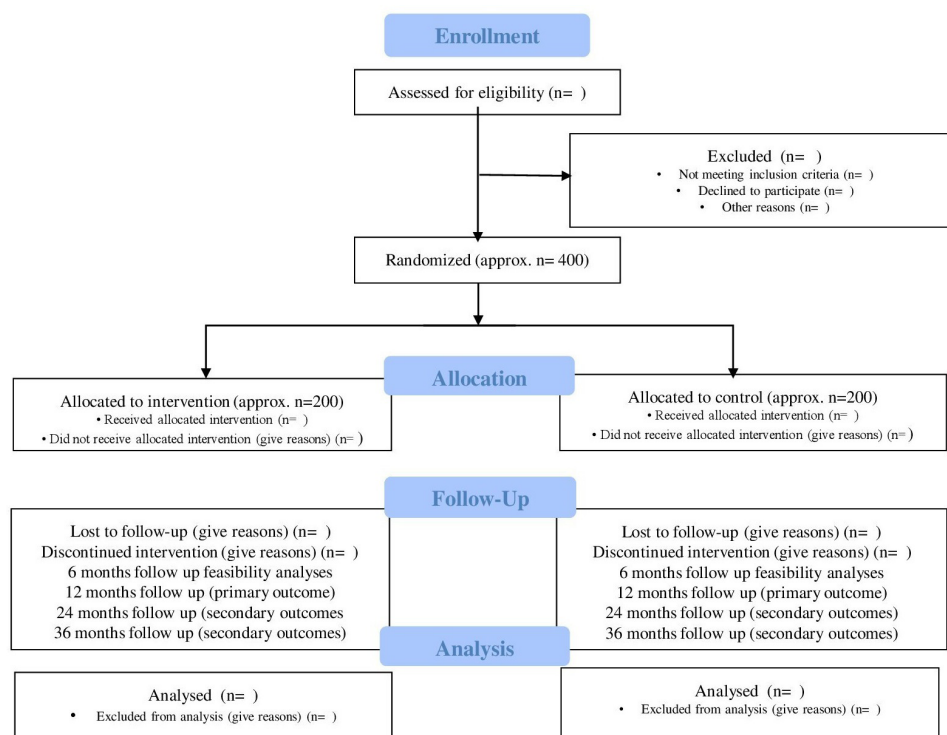 Enrollment
Assessed for eligibility (n=  )
Excluded  (n=  )
• Not meeting inclusion criteria (n=  )
• Declined to participate (n=  )
• Other reasons (n=  )
Randomized (approx. n= 400)
Allocation
Allocated to intervention (approx. n=200)
• Received allocated intervention (n=  )
• Did not receive allocated intervention (give reasons) (n=  )
Allocated to control (approx. n=200)
• Received allocated intervention (n=  )
• Did not receive allocated intervention (give reasons) (n=  )
Follow-Up
Lost to follow-up (give reasons) (n=  )
Discontinued intervention (give reasons) (n=  )
6 months follow up feasibility analyses
12 months follow up (primary outcome)
24 months follow up (secondary outcomes
36 months follow up (secondary outcomes)
Lost to follow-up (give reasons) (n=  )
Discontinued intervention (give reasons) (n=  )
6 months follow up feasibility analyses
12 months follow up (primary outcome)
24 months follow up (secondary outcomes)
36 months follow up (secondary outcomes)
Analysis
Analysed  (n=  )
• Excluded from analysis (give reasons) (n=  )
Analysed  (n=  )
• Excluded from analysis (give reasons) (n=  )